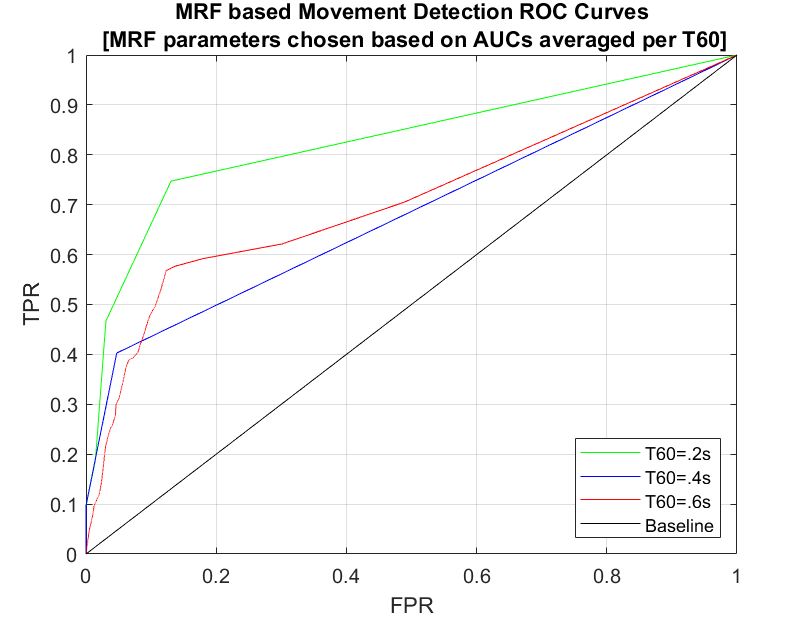 MRF based Movement Detection ROC Curves
[MRF parameters chosen based on AUCs averaged per T60]
1
0.9
0.8
0.7
0.6
0.5
0.4
0.3
0.2
0.1
0
TPR
T60=.2s
T60=.4s
T60=.6s
Baseline
0 0.2 0.4 0.6 0.8 1
FPR